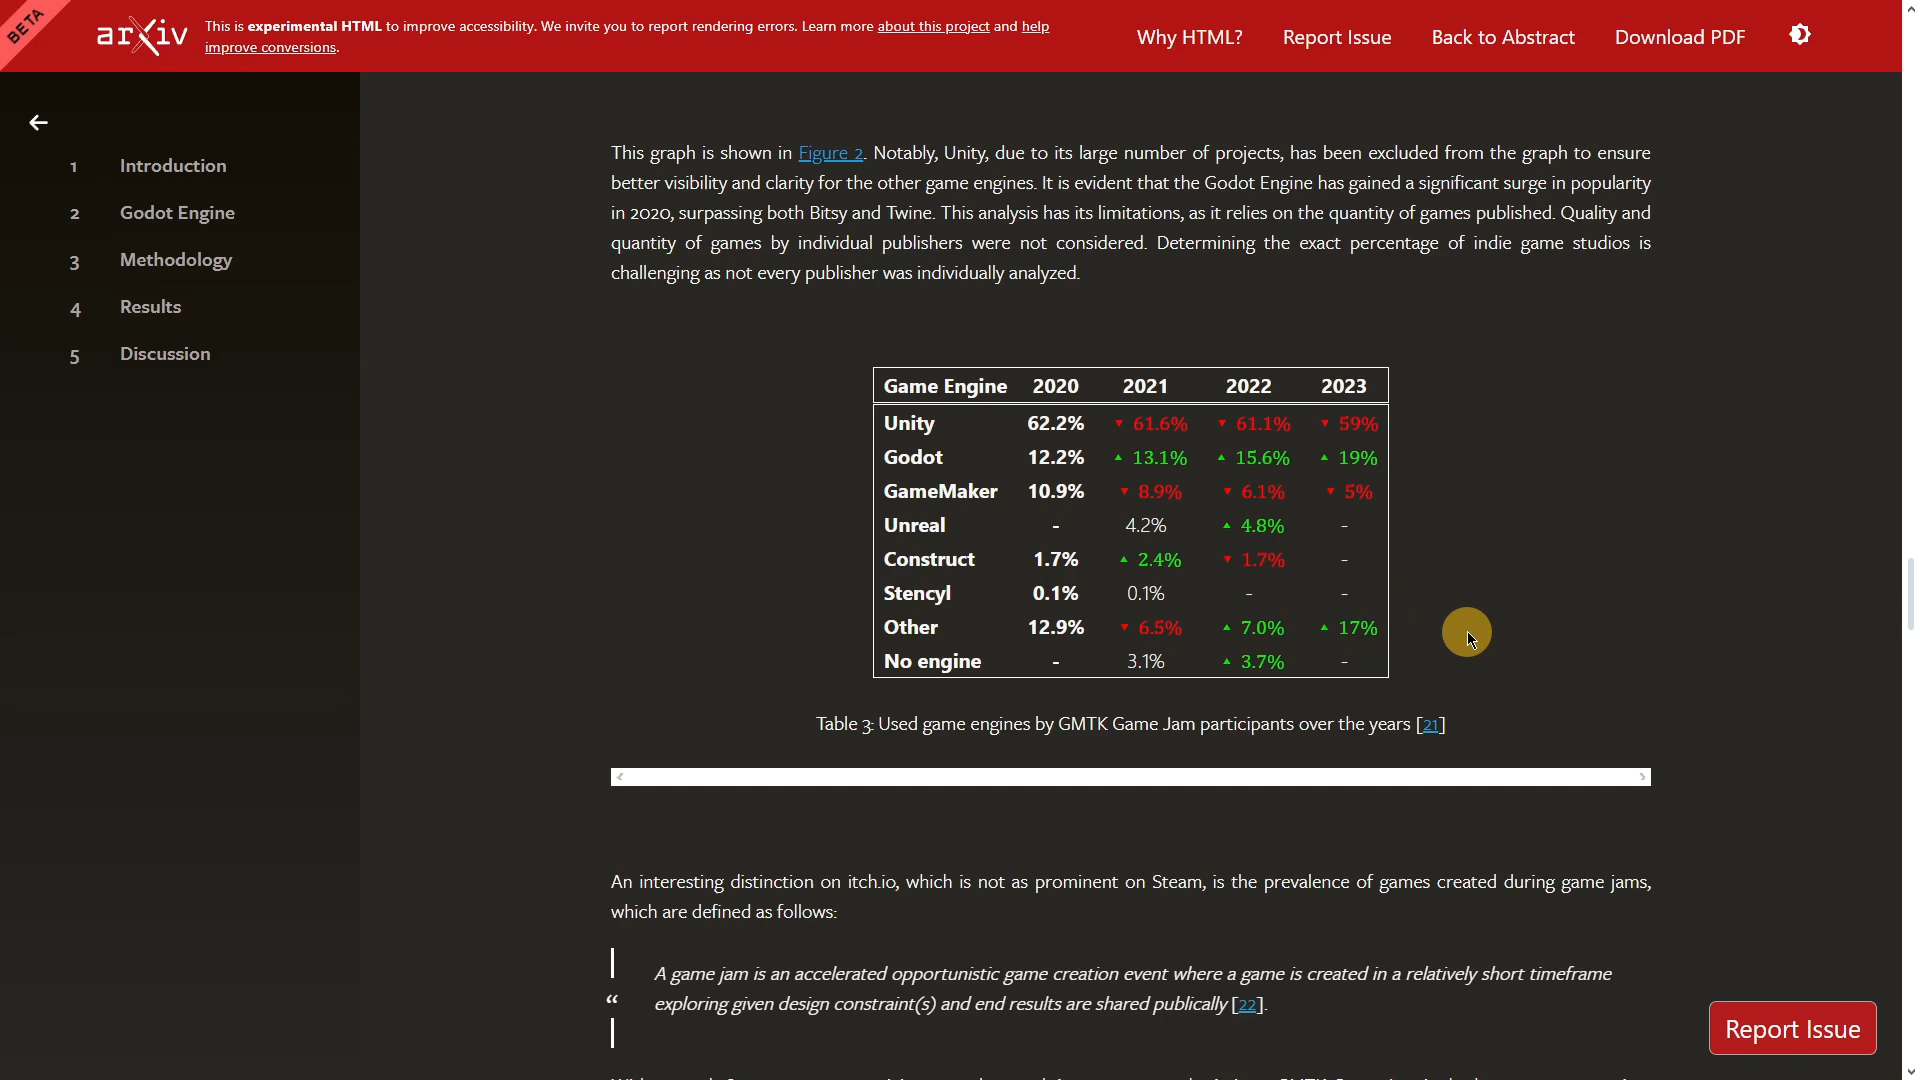 BETA
arXiv
This is experimental HTML to improve accessibility. We invite you to report rendering errors. Learn more about this project and help
improve conversions.
Why HTML? Report Issue Back to Abstract Download PDF
1 Introduction
2 Godot Engine
3 Methodology
4 Results
5 Discussion
This graph is shown in Figure 2. Notably, Unity, due to its large number of projects, has been excluded from the graph to ensure
better visibility and clarity for the other game engines. It is evident that the Godot Engine has gained a significant surge in popularity
in 2020, surpassing both Bitsy and Twine. This analysis has its limitations, as it relies on the quantity of games published. Quality and
quantity of games by individual publishers were not considered. Determining the exact percentage of indie game studios is
challenging as not every publisher was individually analyzed.
Game Engine 2020 2021 2022 2023
Unity 62.2% ▼ 61.6% ▼ 61.1% ▼ 59%
Godot 12.2% ▲ 13.1% ▲ 15.6% ▲ 19%
GameMaker 10.9% ▼ 8.9% ▼ 6.1% ▼ 5%
Unreal - 4.2% ▲ 4.8% -
Construct 1.7% ▲ 2.4% ▼ 1.7% -
Stencyl 0.1% 0.1% - -
Other 12.9% ▼ 6.5% ▲ 7.0% ▲ 17%
No engine - 3.1% ▲ 3.7% -
Table 3: Used game engines by GMTK Game Jam participants over the years [21]
An interesting distinction on itch.io, which is not as prominent on Steam, is the prevalence of games created during game jams,
which are defined as follows:
A game jam is an accelerated opportunistic game creation event where a game is created in a relatively short timeframe
“ exploring given design constraint(s) and end results are shared publically [22].
Report Issue